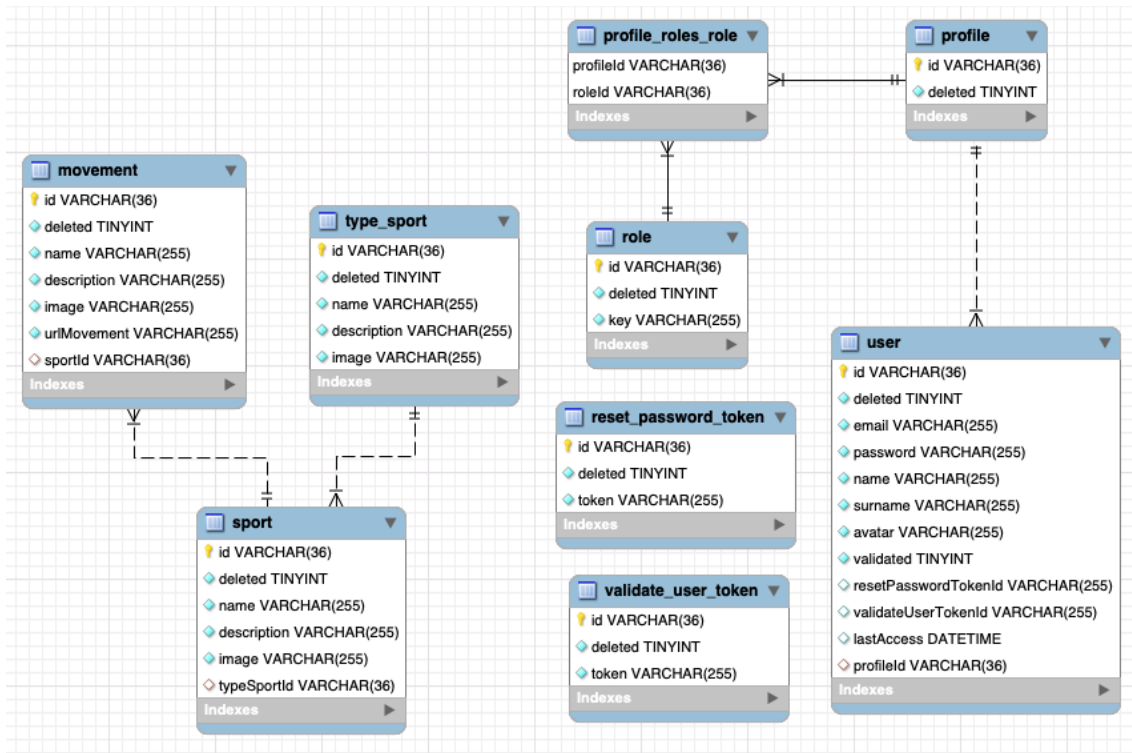 profile_roles_role
profileId VARCHAR(36)
roleId VARCHAR(36)
Indexes
profile
id VARCHAR(36)
deleted TINYINT
Indexes
movement
id VARCHAR(36)
deleted TINYINT
name VARCHAR(255)
description VARCHAR(255)
image VARCHAR(255)
urlMovement VARCHAR(255)
sportId VARCHAR(36)
Indexes
type_sport
id VARCHAR(36)
deleted TINYINT
name VARCHAR(255)
description VARCHAR(255)
image VARCHAR(255)
Indexes
role
id VARCHAR(36)
deleted TINYINT
key VARCHAR(255)
Indexes
user
id VARCHAR(36)
deleted TINYINT
email VARCHAR(255)
password VARCHAR(255)
name VARCHAR(255)
surname VARCHAR(255)
avatar VARCHAR(255)
validated TINYINT
resetPasswordTokenId VARCHAR(255)
validateUserTokenId VARCHAR(255)
lastAccess DATETIME
profileId VARCHAR(36)
Indexes
reset_password_token
id VARCHAR(36)
deleted TINYINT
token VARCHAR(255)
Indexes
sport
id VARCHAR(36)
deleted TINYINT
name VARCHAR(255)
description VARCHAR(255)
image VARCHAR(255)
typeSportId VARCHAR(36)
Indexes
validate_user_token
id VARCHAR(36)
deleted TINYINT
token VARCHAR(255)
Indexes